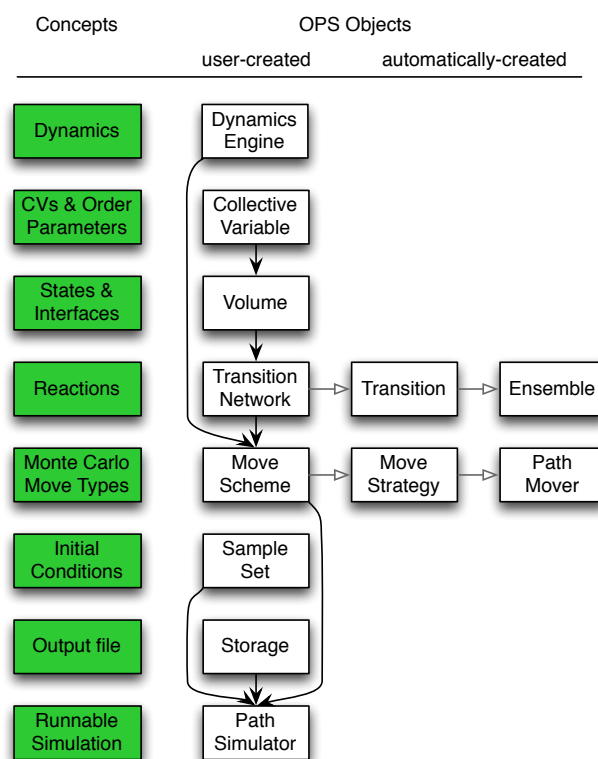 Concepts
OPS Objects
user-created
automatically-created
Dynamics
Dynamics
Engine
CVs & Order
Parameters
Collective
Variable
States &
Interfaces
Volume
Reactions
Transition
Network
Transition
Ensemble
Monte Carlo
Move Types
Move
Scheme
Move
Strategy
Path
Mover
Initial
Conditions
Sample
Set
Output file
Storage
Runnable
Simulation
Path
Simulator